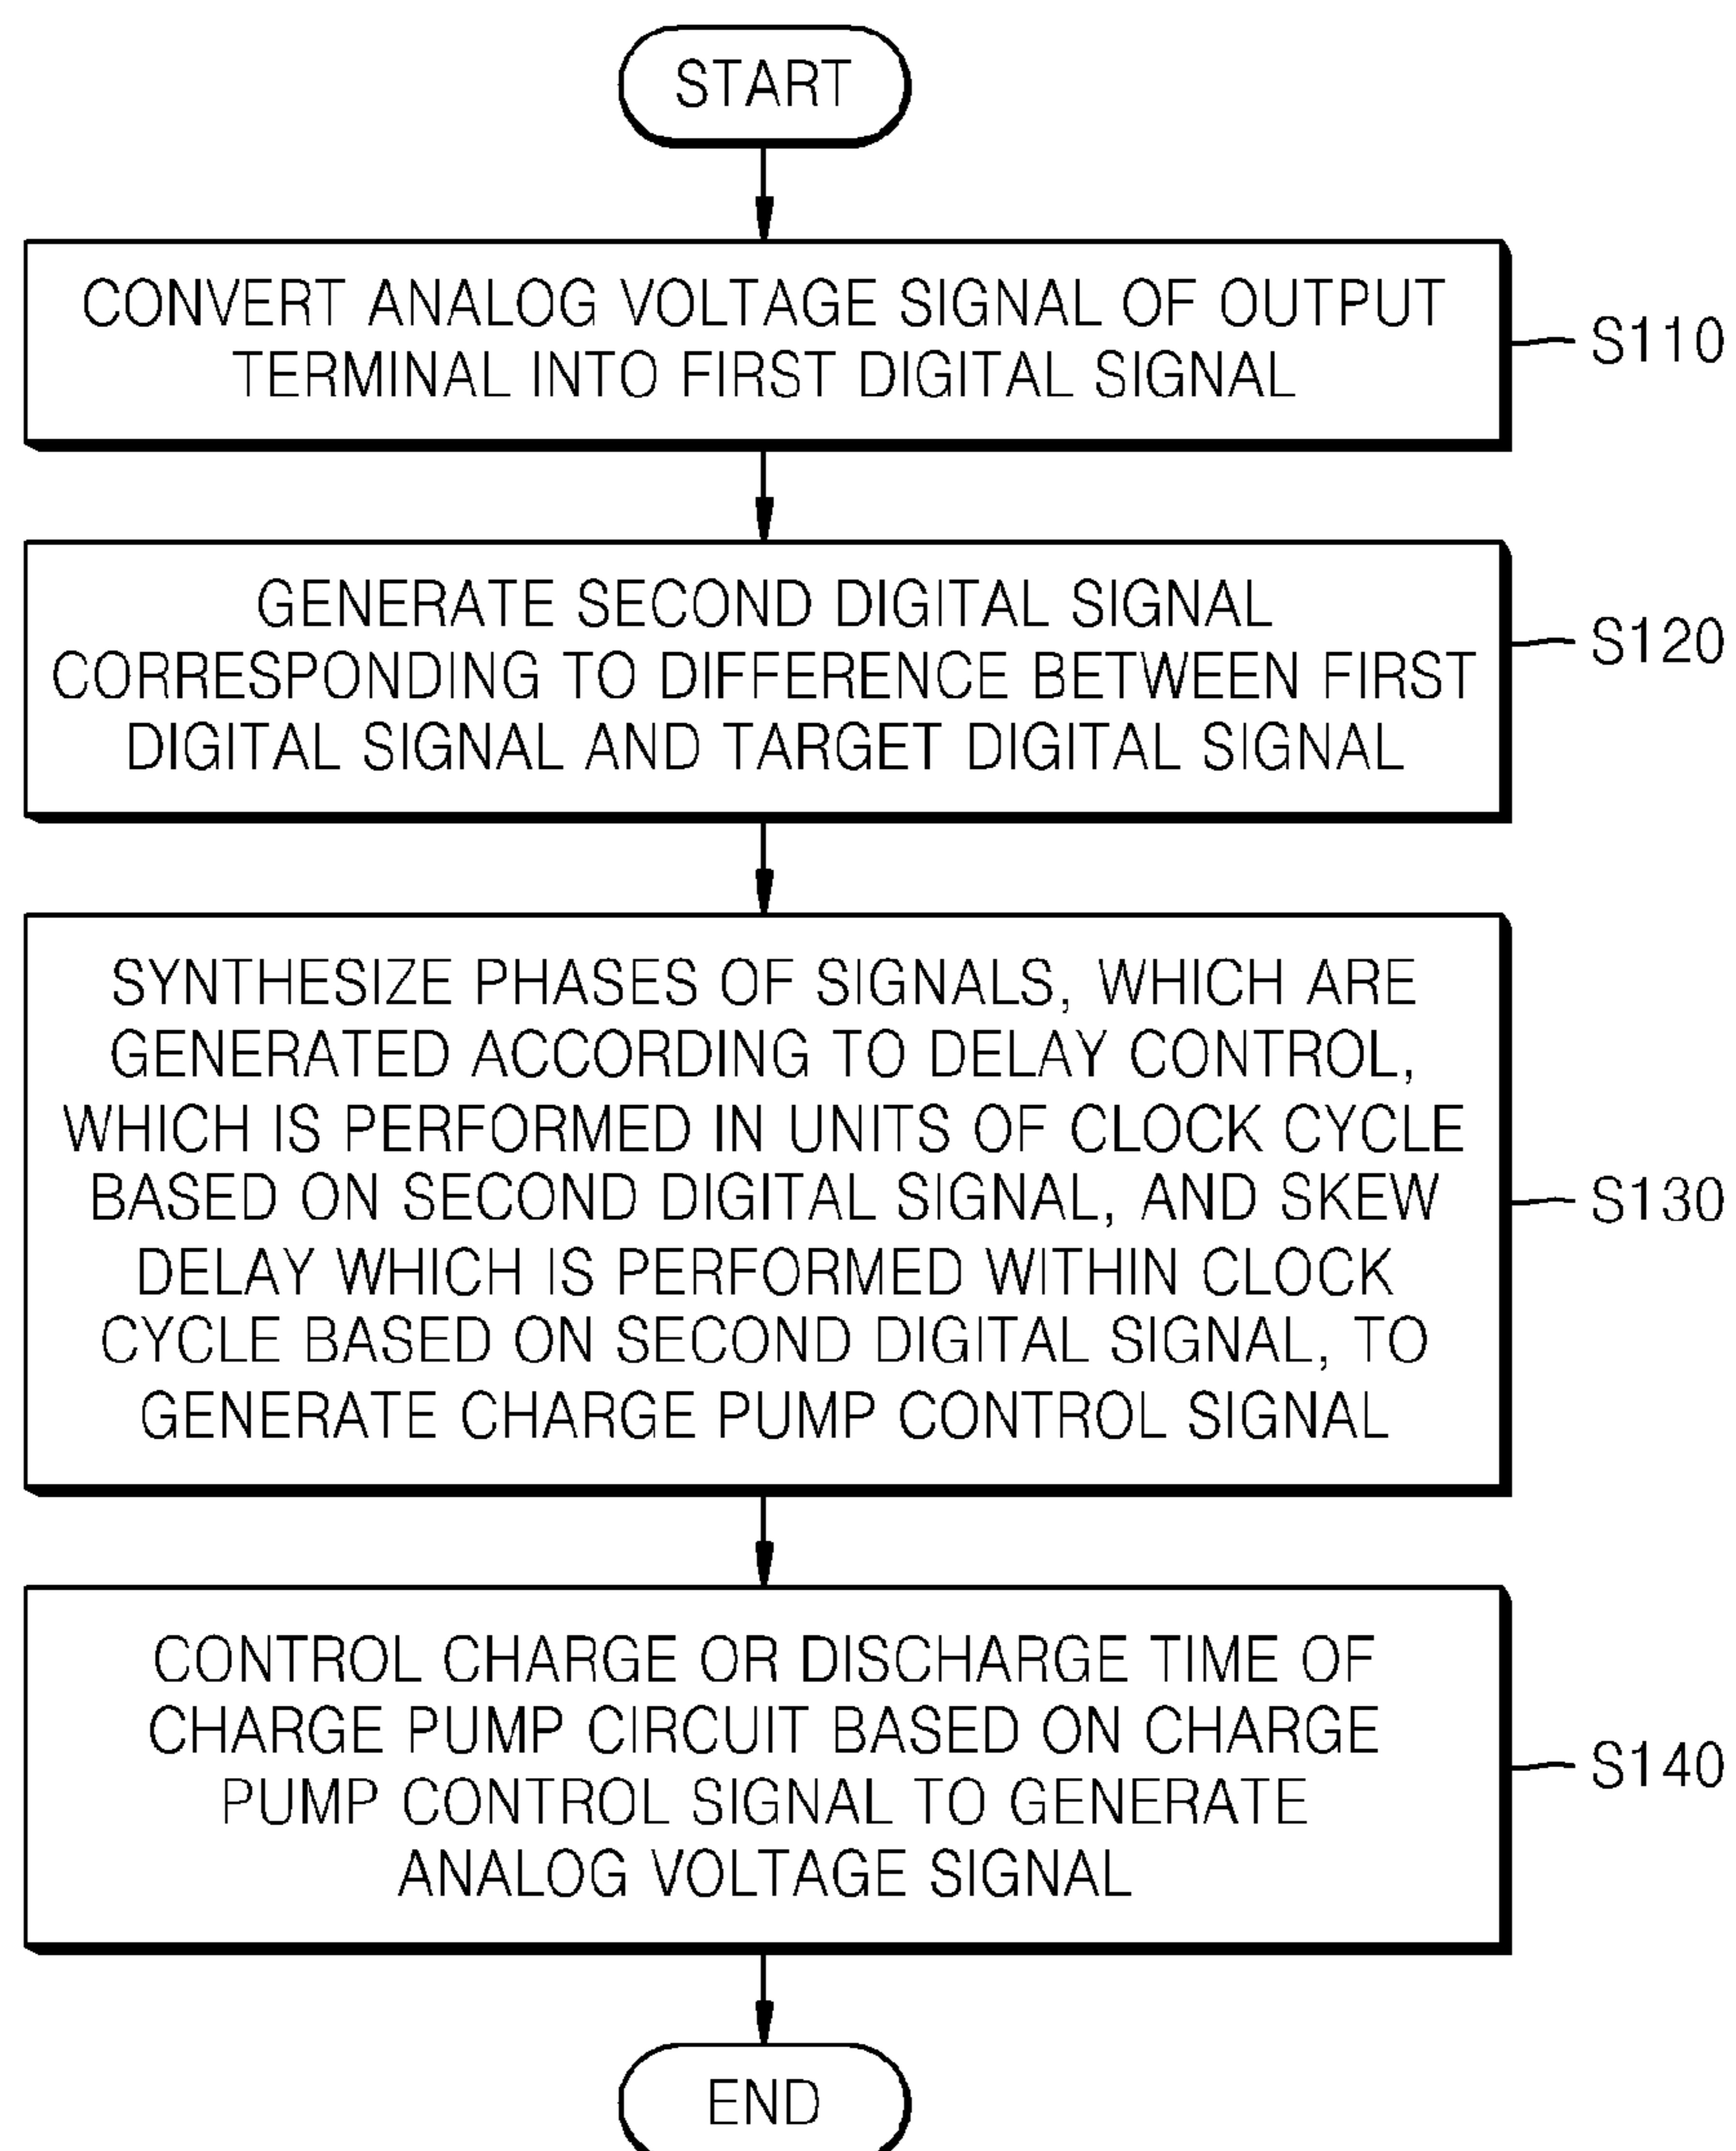 START
CONVERT ANALOG VOLTAGE SIGNAL OF OUTPUT
TERMINAL INTO FIRST DIGITAL SIGNAL
S110
GENERATE SECOND DIGITAL SIGNAL
CORRESPONDING TO DIFFERENCE BETWEEN FIRST
DIGITAL SIGNAL AND TARGET DIGITAL SIGNAL
S120
SYNTHESIZE PHASES OF SIGNALS, WHICH ARE
GENERATED ACCORDING TO DELAY CONTROL,
WHICH IS PERFORMED IN UNITS OF CLOCK CYCLE
BASED ON SECOND DIGITAL SIGNAL, AND SKEW
DELAY WHICH IS PERFORMED WITHIN CLOCK
CYCLE BASED ON SECOND DIGITAL SIGNAL, TO
GENERATE CHARGE PUMP CONTROL SIGNAL
S130
CONTROL CHARGE OR DISCHARGE TIME OF
CHARGE PUMP CIRCUIT BASED ON CHARGE
PUMP CONTROL SIGNAL TO GENERATE
ANALOG VOLTAGE SIGNAL
S140
END